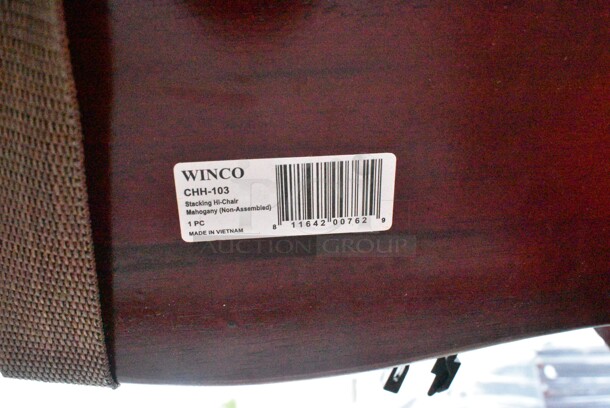 WINCO
CHH-103
Stacking Hi-Chair
Mahogany (Non-Assembled)
1 PC
MADE IN VIETNAM
8 11642 00762 9
AUCTION GROUP